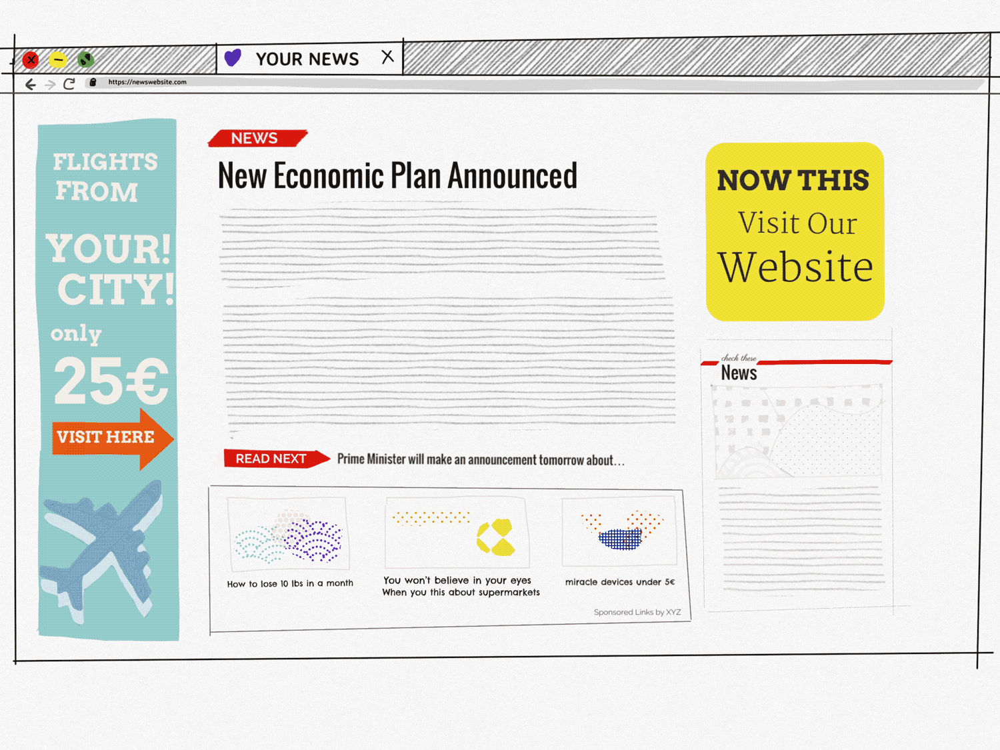 YOUR NEWS
https://newswebsite.com
FLIGHTS
FROM
YOUR!
CITY!
only
25€
VISIT HERE
NEWS
New Economic Plan Announced
READ NEXT
Prime Minister will make an announcement tomorrow about...
How to lose 10 lbs in a month
You won't believe in your eyes
When you this about supermarkets
miracle devices under 5€
Sponsored Links by XYZ
NOW THIS
Visit Our
Website
check these
News